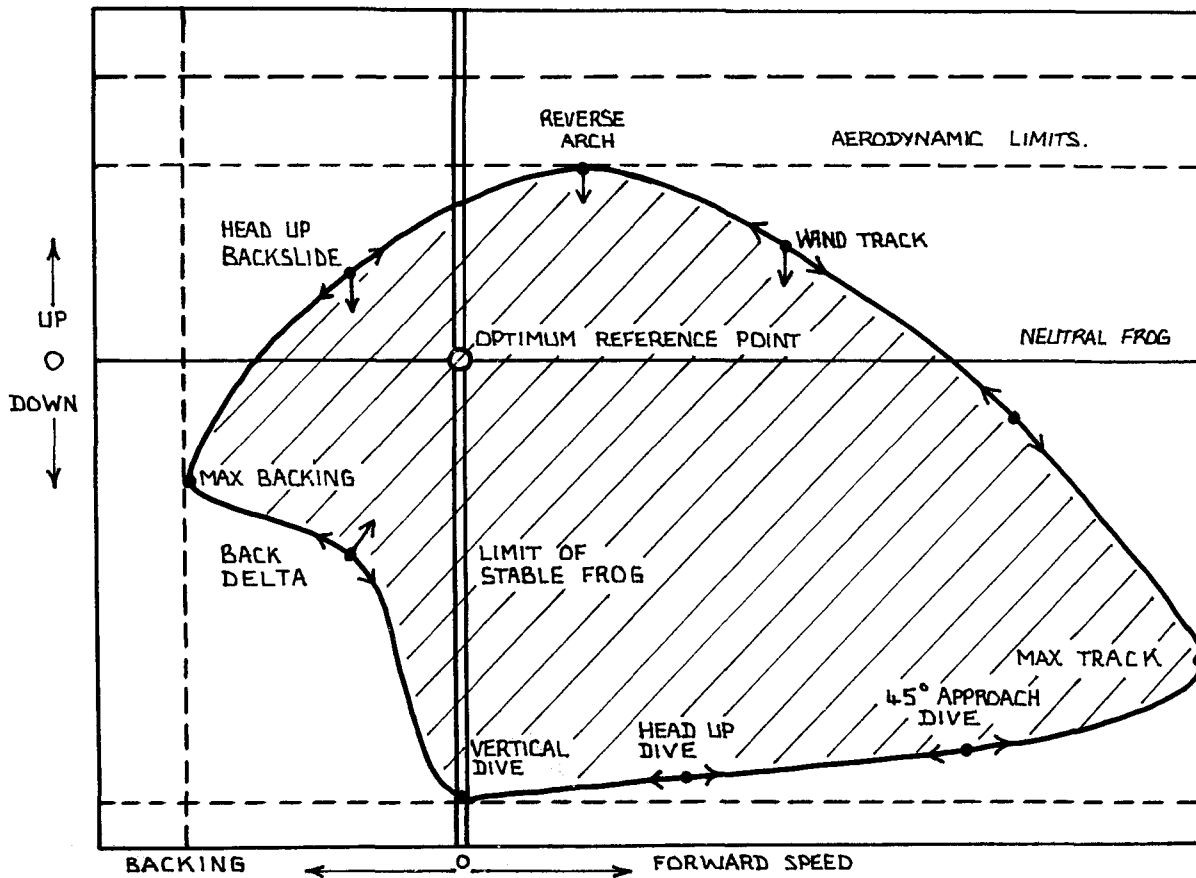 REVERSE
ARCH
AERODYNAMIC LIMITS.
HEAD UP
BACKSLIDE
WIND TRACK
UP
O
DOWN
OPTIMUM REFERENCE POINT
NEUTRAL FROG
MAX BACKING
BACK
DELTA
LIMIT OF
STABLE FROG
MAX TRACK
45° APPROACH
DIVE
HEAD UP
DIVE
VERTICAL
DIVE
BACKING
O
FORWARD SPEED